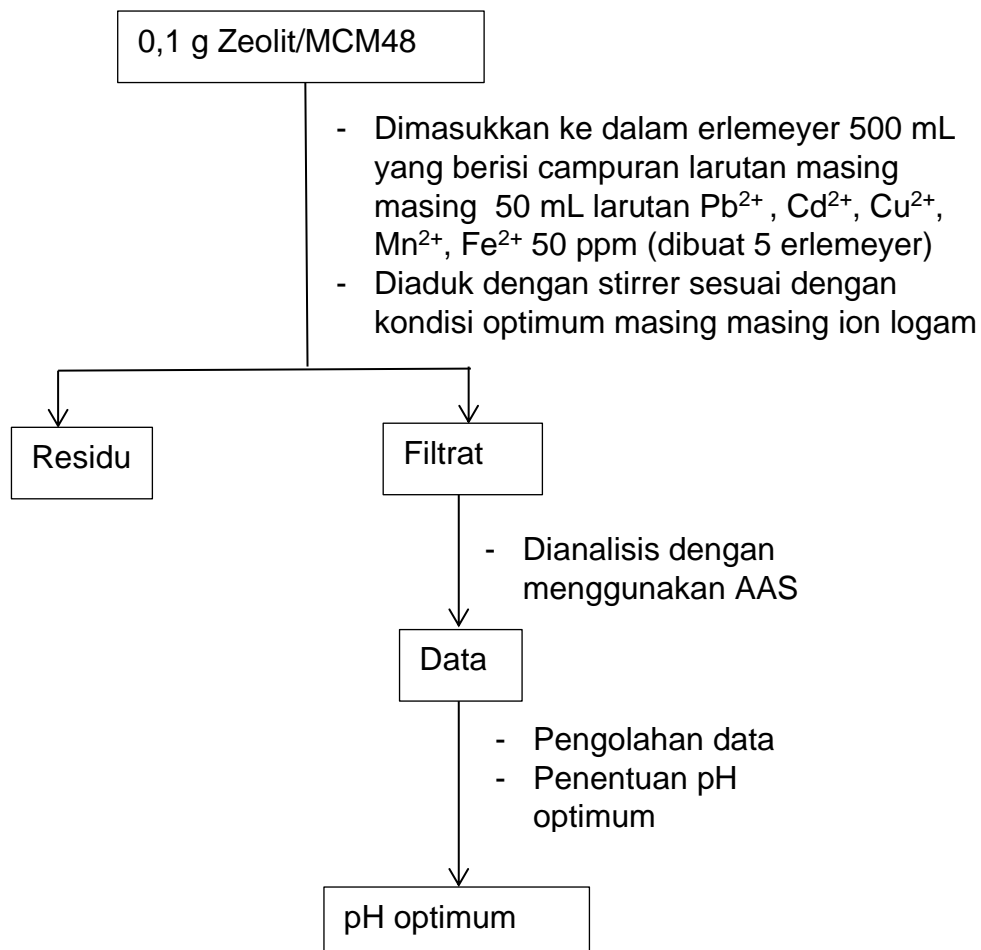 0,1 g Zeolit/MCM48
- Dimasukkan ke dalam erlemeyer 500 mL
yang berisi campuran larutan masing
masing 50 mL larutan Pb²⁺ , Cd²⁺, Cu²⁺,
Mn²⁺, Fe²⁺ 50 ppm (dibuat 5 erlemeyer)
- Diaduk dengan stirrer sesuai dengan
kondisi optimum masing masing ion logam
Residu
Filtrat
- Dianalisis dengan
menggunakan AAS
Data
- Pengolahan data
- Penentuan pH
optimum
pH optimum